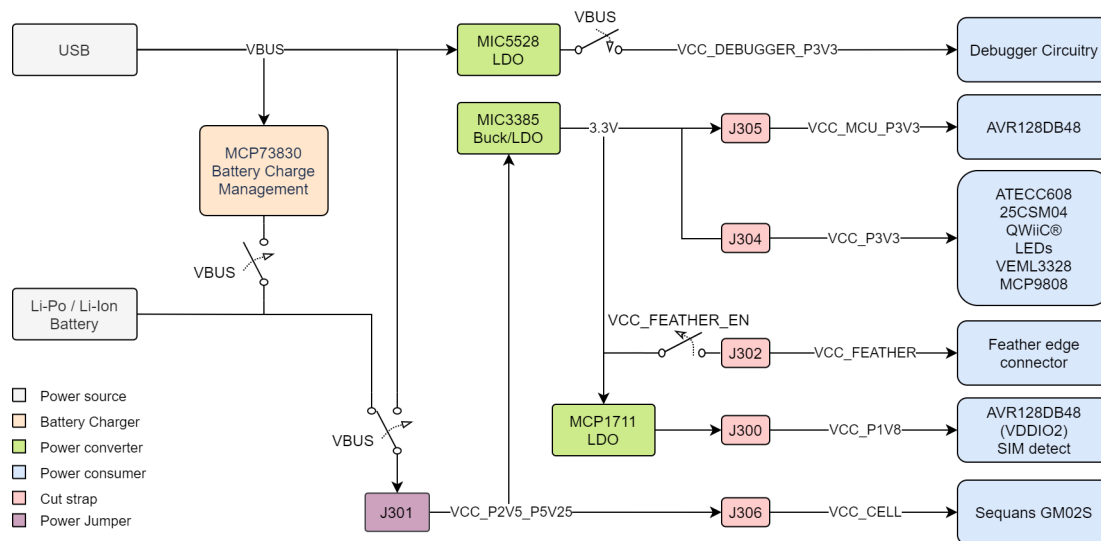 USB
VBUS
MIC5528
LDO
VBUS
VCC_DEBUGGER_P3V3
Debugger Circuitry
MIC3385
Buck/LDO
3.3V
J305
VCC_MCU_P3V3
AVR128DB48
MCP73830
Battery Charge
Management
J304
VCC_P3V3
ATECC608
25CSM04
QWiiC®
LEDs
VEML3328
MCP9808
VBUS
Li-Po / Li-Ion
Battery
VCC_FEATHER_EN
J302
VCC_FEATHER
Feather edge
connector
MCP1711
LDO
J300
VCC_P1V8
AVR128DB48
(VDDIO2)
SIM detect
VBUS
J301
VCC_P2V5_P5V25
J306
VCC_CELL
Sequans GM02S
Power source
Battery Charger
Power converter
Power consumer
Cut strap
Power Jumper